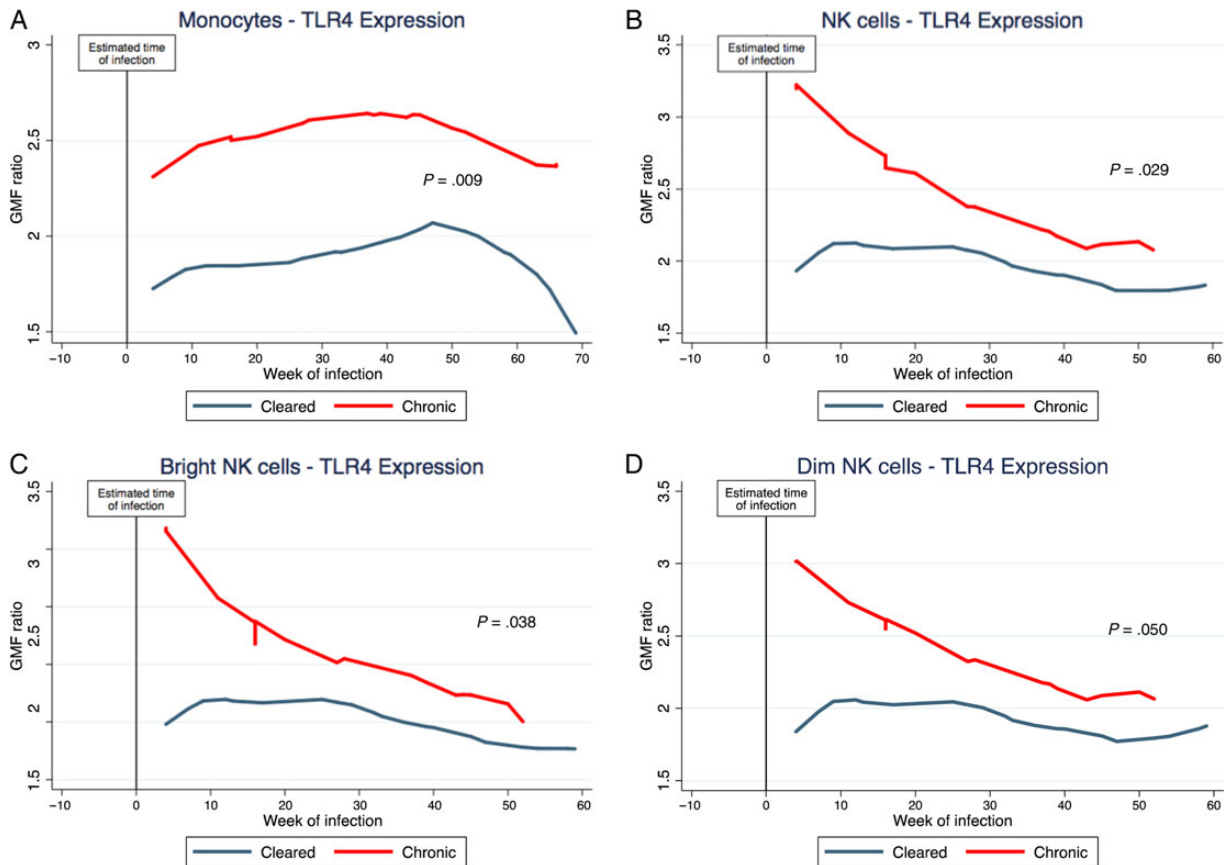 A
Monocytes - TLR4 Expression
Estimated time
of infection
GMF ratio
3
2.5
2
1.5
P = .009
−10 0 10 20 30 40 50 60 70
Week of infection
Cleared Chronic
B
NK cells - TLR4 Expression
Estimated time
of infection
GMF ratio
3.5
3
2.5
2
1.5
P = .029
−10 0 10 20 30 40 50 60
Week of infection
Cleared Chronic
C
Bright NK cells - TLR4 Expression
Estimated time
of infection
GMF ratio
3.5
3
2.5
2
1.5
P = .038
−10 0 10 20 30 40 50 60
Week of infection
Cleared Chronic
D
Dim NK cells - TLR4 Expression
Estimated time
of infection
GMF ratio
3.5
3
2.5
2
1.5
P = .050
−10 0 10 20 30 40 50 60
Week of infection
Cleared Chronic